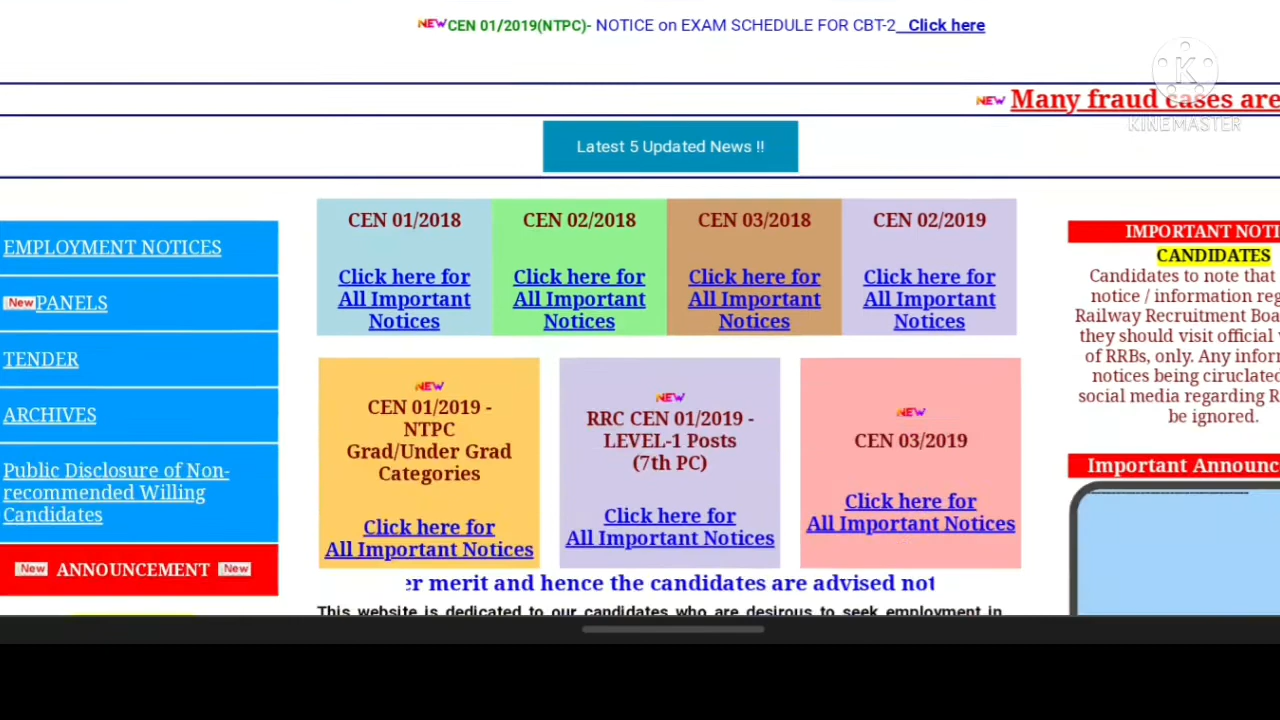 NEW CEN 01/2019(NTPC)- NOTICE on EXAM SCHEDULE FOR CBT-2 Click here
NEW Many fraud cases are
KINEMASTER
Latest 5 Updated News !!
EMPLOYMENT NOTICES
New PANELS
TENDER
ARCHIVES
Public Disclosure of Non-
recommended Willing
Candidates
New ANNOUNCEMENT New
CEN 01/2018
Click here for
All Important
Notices
CEN 02/2018
Click here for
All Important
Notices
CEN 03/2018
Click here for
All Important
Notices
CEN 02/2019
Click here for
All Important
Notices
NEW
CEN 01/2019 -
NTPC
Grad/Under Grad
Categories
Click here for
All Important Notices
NEW
RRC CEN 01/2019 -
LEVEL-1 Posts
(7th PC)
Click here for
All Important Notices
NEW
CEN 03/2019
Click here for
All Important Notices
er merit and hence the candidates are advised not
This website is dedicated to our candidates who are desirous to seek employment in
IMPORTANT NOTI
CANDIDATES
Candidates to note that
notice / information reg
Railway Recruitment Boa
they should visit official
of RRBs, only. Any infor
notices being ciruclated
social media regarding R
be ignored.
Important Announc